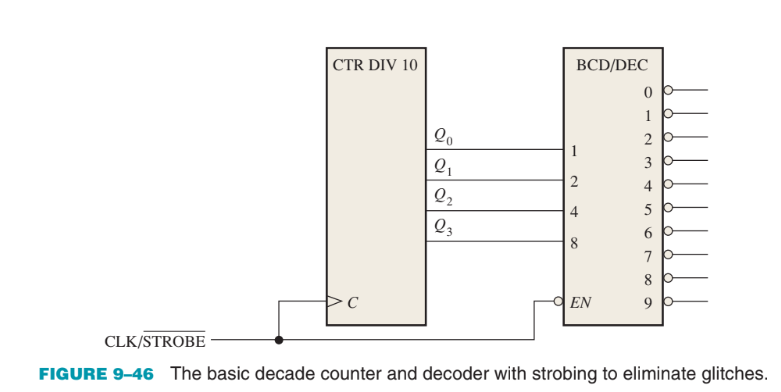 CTR DIV 10
BCD/DEC
0
1
2
3
4
5
6
7
8
9
Q0
Q1
Q2
Q3
1
2
4
8
C
EN
CLK/STROBE
FIGURE 9–46 The basic decade counter and decoder with strobing to eliminate glitches.